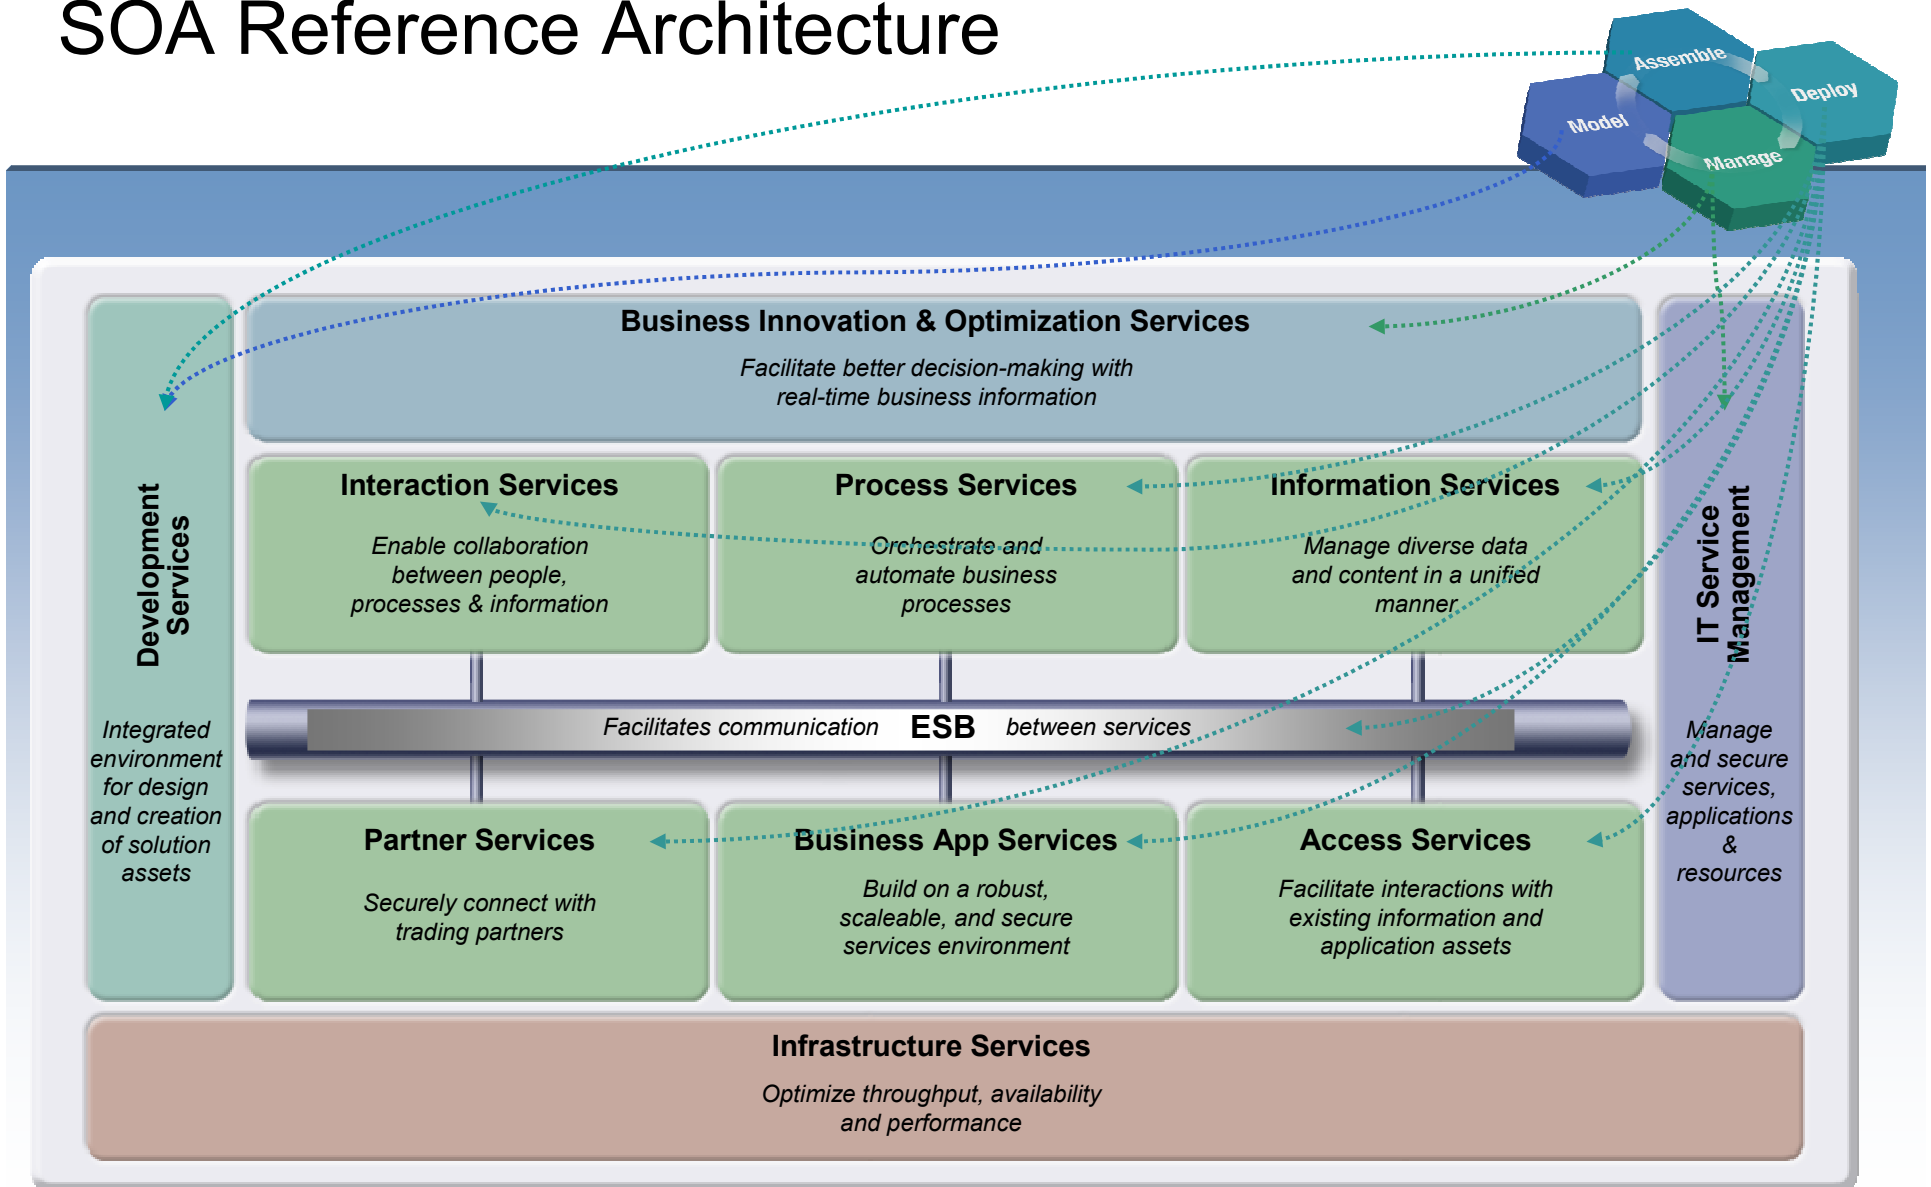 SOA Reference Architecture
Assemble
Deploy
Model
Manage
Business Innovation & Optimization Services
Facilitate better decision-making with
real-time business information
Development
Services
Integrated
environment
for design
and creation
of solution
assets
Interaction Services
Enable collaboration
between people,
processes & information
Process Services
Orchestrate and
automate business
processes
Information Services
Manage diverse data
and content in a unified
manner
IT Service
Management
Manage
and secure
services,
applications
&
resources
Facilitates communication ESB between services
Partner Services
Securely connect with
trading partners
Business App Services
Build on a robust,
scaleable, and secure
services environment
Access Services
Facilitate interactions with
existing information and
application assets
Infrastructure Services
Optimize throughput, availability
and performance